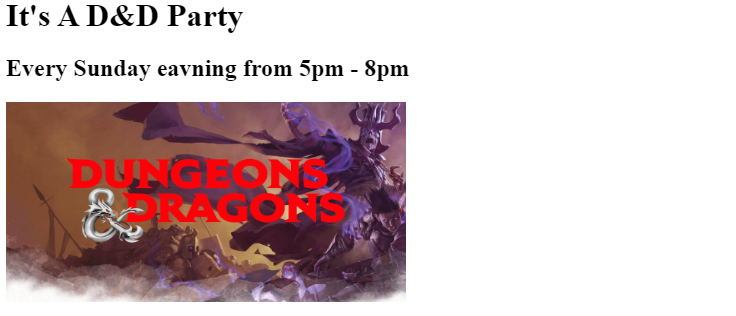 It's A D&D Party
Every Sunday eavning from 5pm - 8pm
DUNGEONS
& DRAGONS